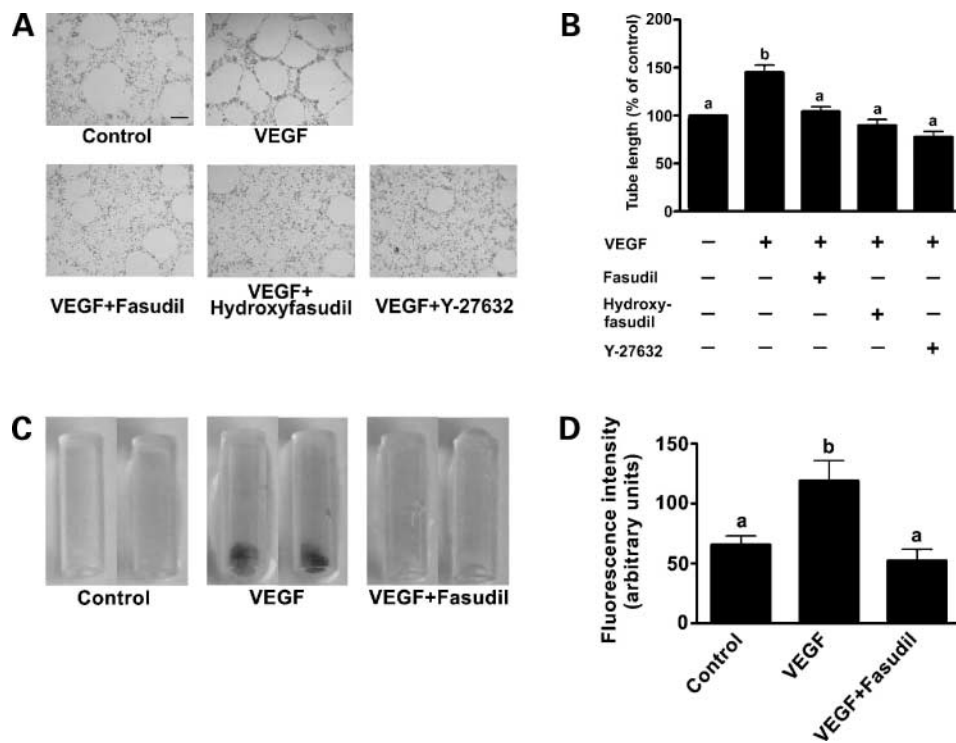 A
Control
VEGF
VEGF+Fasudil
VEGF+
Hydroxyfasudil
VEGF+Y-27632
B
Tube length (% of control)
200
150
100
50
0
a
b
a
a
a
VEGF – + + + +
Fasudil – – + – –
Hydroxy-
fasudil – – – + –
Y-27632 – – – – +
C
Control
VEGF
VEGF+Fasudil
D
Fluorescence intensity
(arbitrary units)
150
100
50
0
a
b
a
Control
VEGF
VEGF+Fasudil